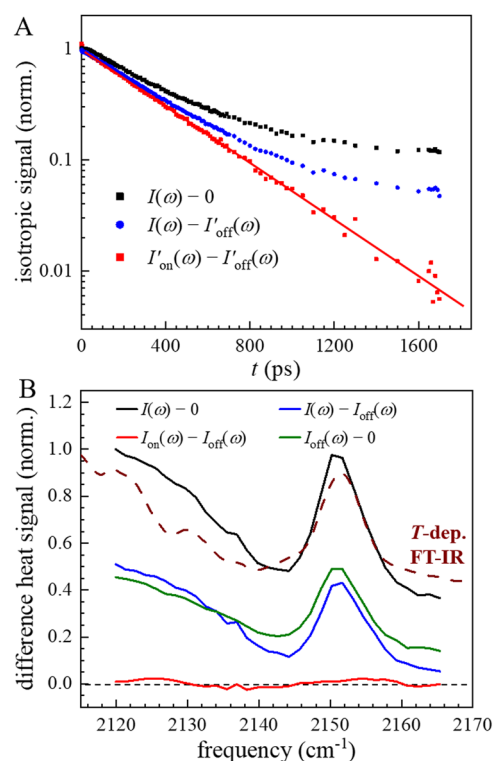 A
isotropic signal (norm.)
1
0.1
0.01
I(ω) − 0
I(ω) − I′off(ω)
I′on(ω) − I′off(ω)
0 400 800 1200 1600
t (ps)
B
difference heat signal (norm.)
1.2
1.0
0.8
0.6
0.4
0.2
0.0
I(ω) − 0 I(ω) − Ioff(ω)
Ion(ω) − Ioff(ω) Ioff(ω) − 0
T-dep.
FT-IR
2120 2130 2140 2150 2160 2170
frequency (cm-1)